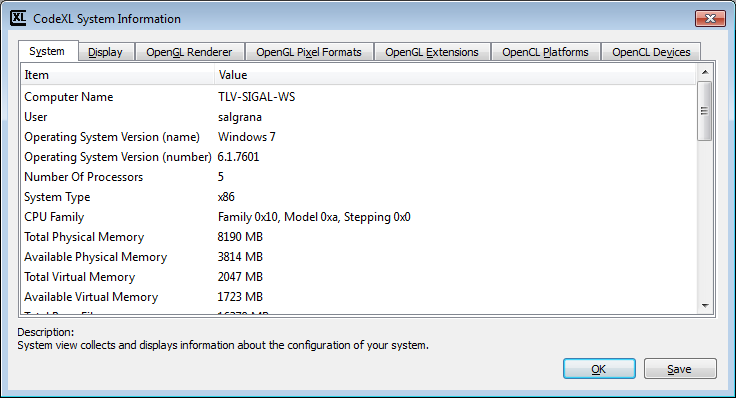 XL CodeXL System Information
System Display OpenGL Renderer OpenGL Pixel Formats OpenGL Extensions OpenCL Platforms OpenCL Devices
Item Value
Computer Name TLV-SIGAL-WS
User salgrana
Operating System Version (name) Windows 7
Operating System Version (number) 6.1.7601
Number Of Processors 5
System Type x86
CPU Family Family 0x10, Model 0xa, Stepping 0x0
Total Physical Memory 8190 MB
Available Physical Memory 3814 MB
Total Virtual Memory 2047 MB
Available Virtual Memory 1723 MB
Description:
System view collects and displays information about the configuration of your system.
OK Save